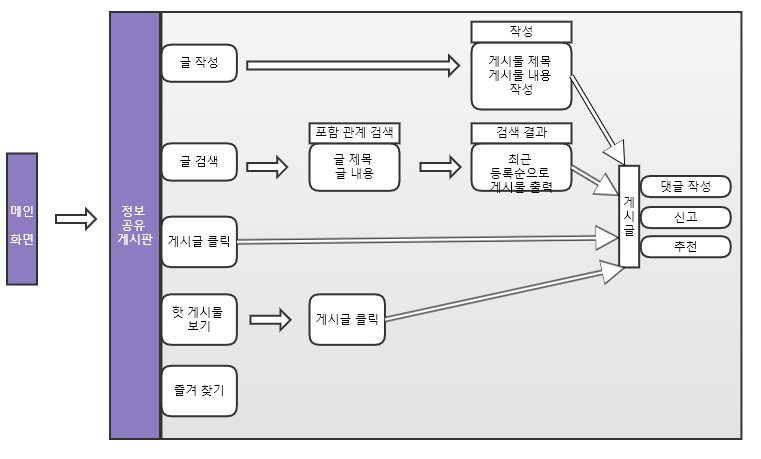 메인
화면
정보
공유
게시판
글 작성
작성
게시물 제목
게시물 내용
작성
글 검색
포함 관계 검색
글 제목
글 내용
검색 결과
최근
등록순으로
게시물 출력
게시글 클릭
핫 게시물
보기
게시글 클릭
즐겨 찾기
게
시
글
댓글 작성
신고
추천